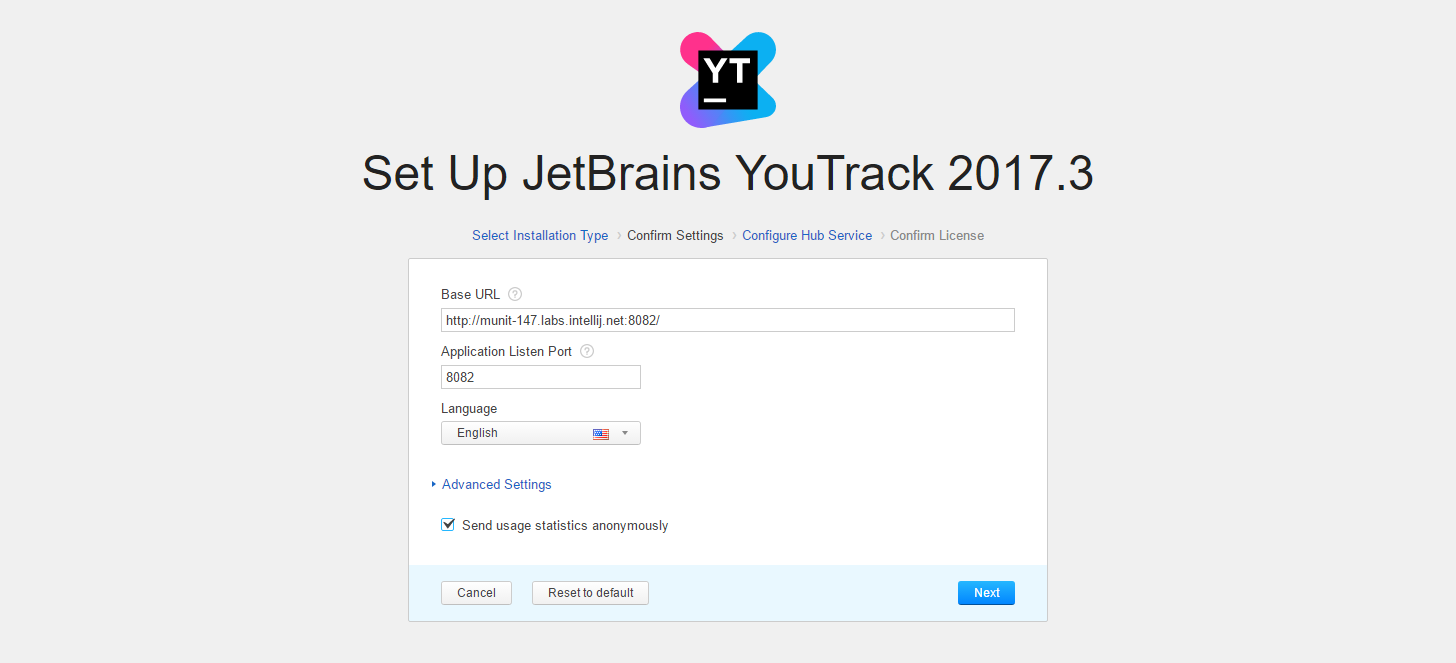 YT
Set Up JetBrains YouTrack 2017.3
Select Installation Type › Confirm Settings › Configure Hub Service › Confirm License
Base URL ?
http://munit-147.labs.intellij.net:8082/
Application Listen Port ?
8082
Language
English
Advanced Settings
Send usage statistics anonymously
Cancel Reset to default Next